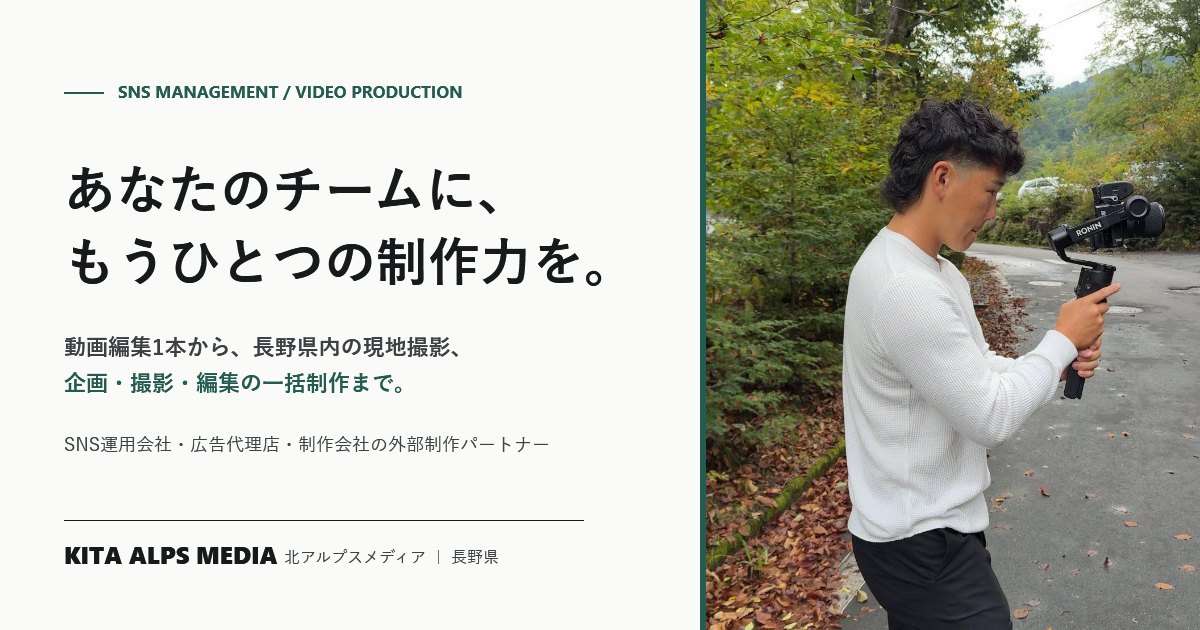 SNS MANAGEMENT / VIDEO PRODUCTION
あなたのチームに、
もうひとつの制作力を。
動画編集1本から、長野県内の現地撮影、
企画・撮影・編集の一括制作まで。
SNS運用会社・広告代理店・制作会社の外部制作パートナー
KITA ALPS MEDIA 北アルプスメディア | 長野県
RONIN